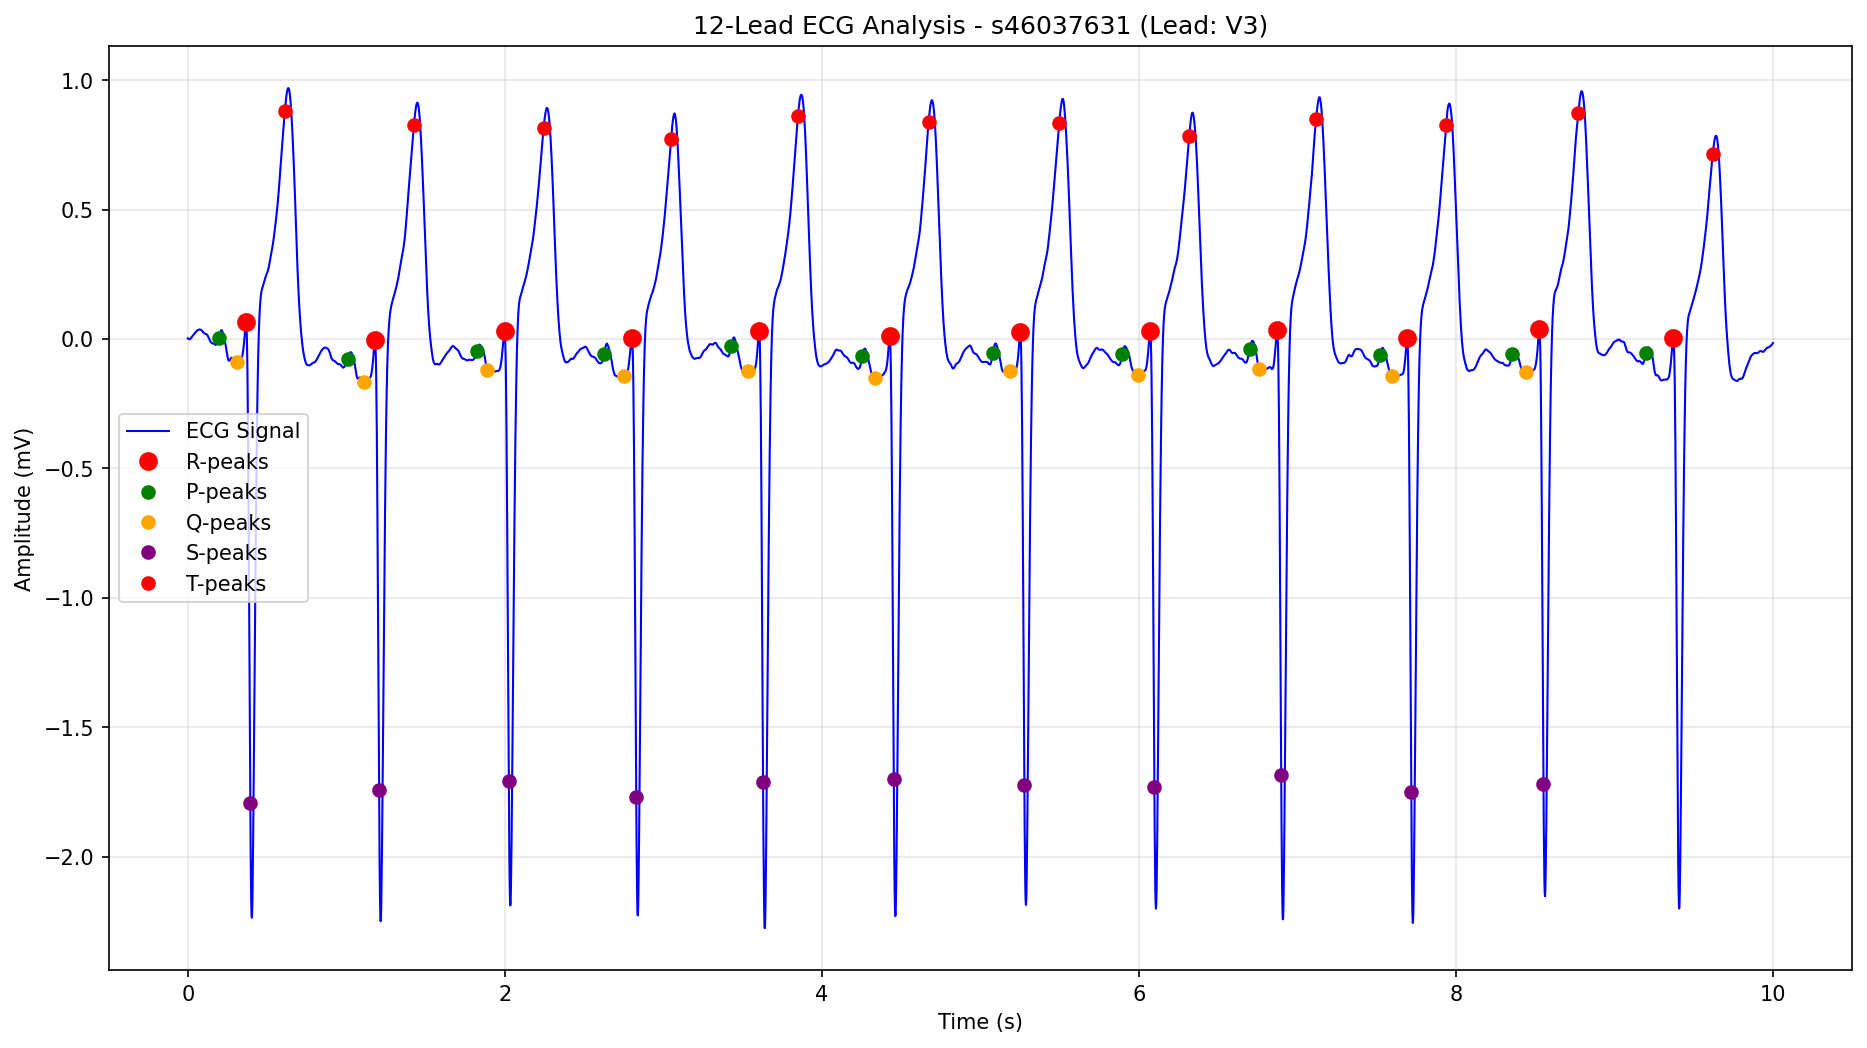 12-Lead ECG Analysis - s46037631 (Lead: V3)
1.0
0.5
0.0
−0.5
−1.0
−1.5
−2.0
Amplitude (mV)
ECG Signal
R-peaks
P-peaks
Q-peaks
S-peaks
T-peaks
0 2 4 6 8 10
Time (s)